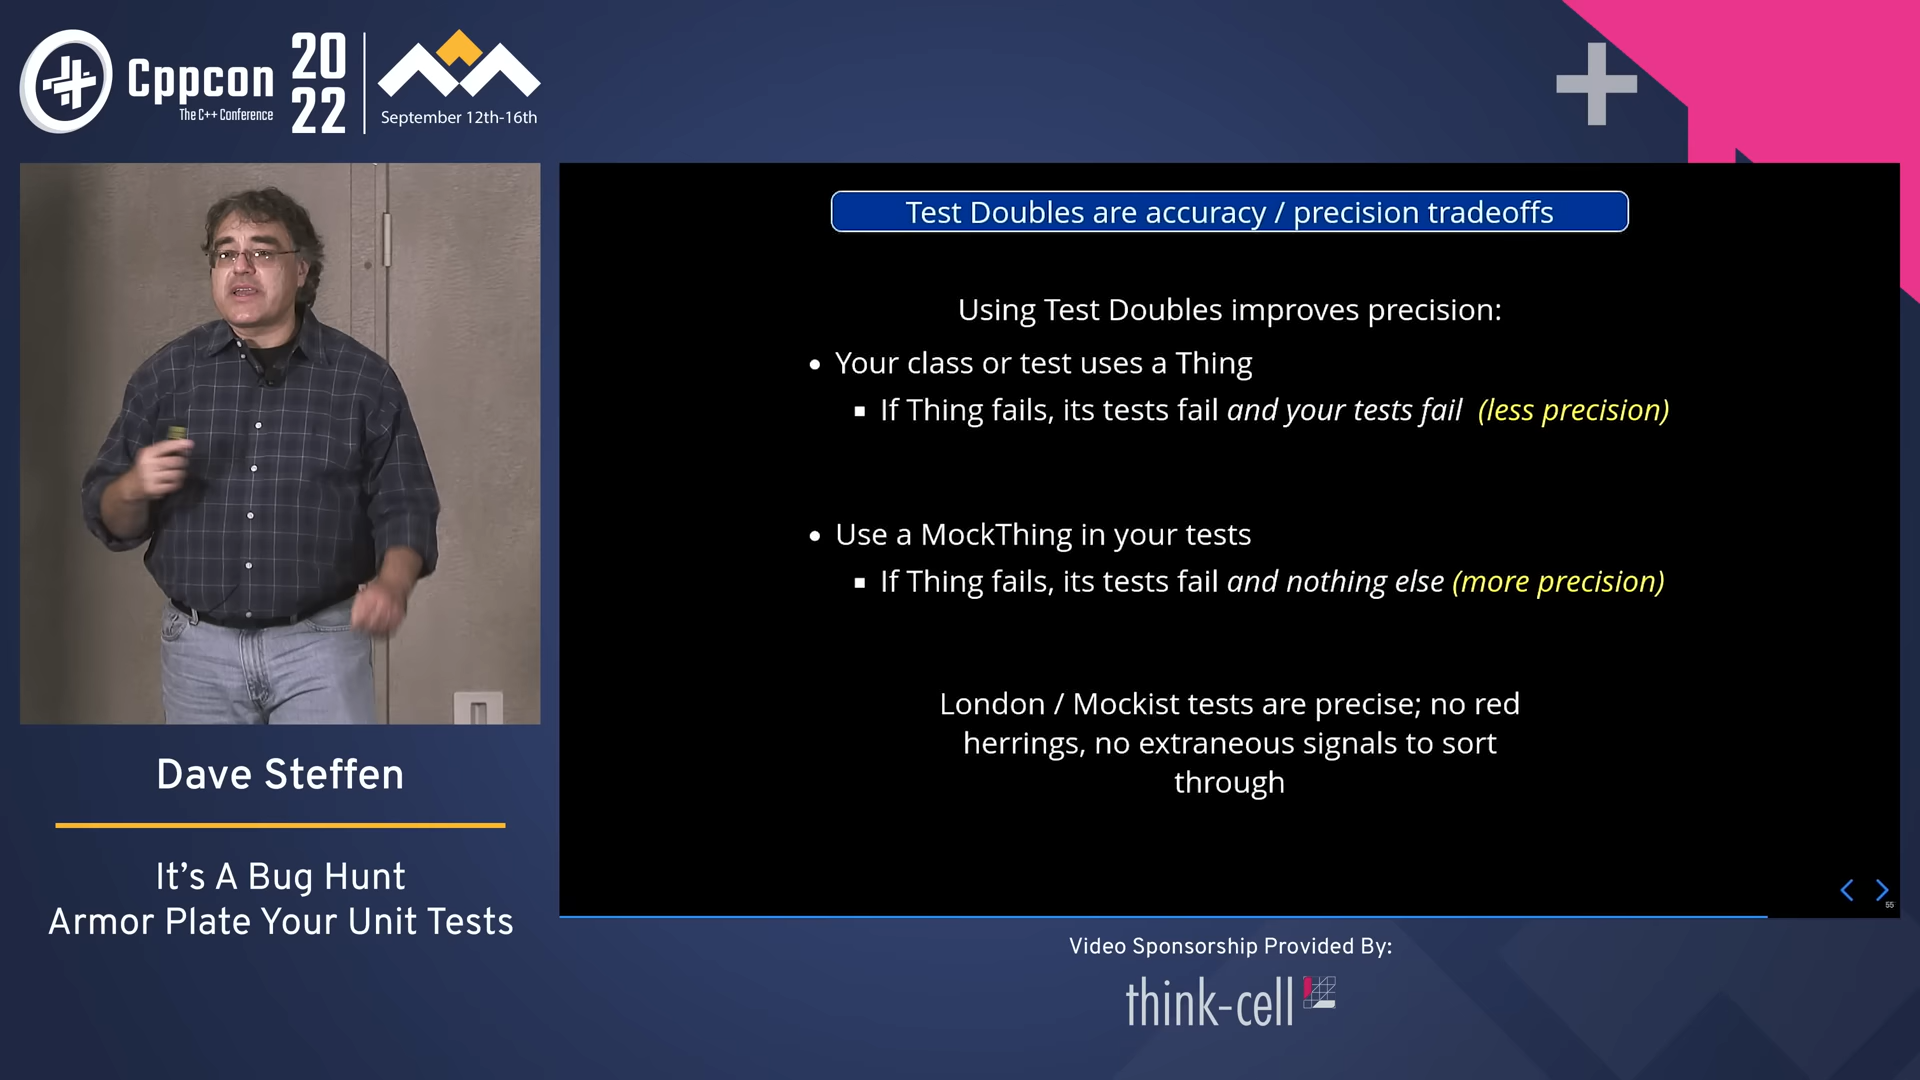 Cppcon
The C++ Conference
20
22
September 12th-16th
Test Doubles are accuracy / precision tradeoffs
Using Test Doubles improves precision:
• Your class or test uses a Thing
▪ If Thing fails, its tests fail and your tests fail (less precision)
• Use a MockThing in your tests
▪ If Thing fails, its tests fail and nothing else (more precision)
London / Mockist tests are precise; no red
herrings, no extraneous signals to sort
through
55
Dave Steffen
It’s A Bug Hunt
Armor Plate Your Unit Tests
Video Sponsorship Provided By:
think-cell